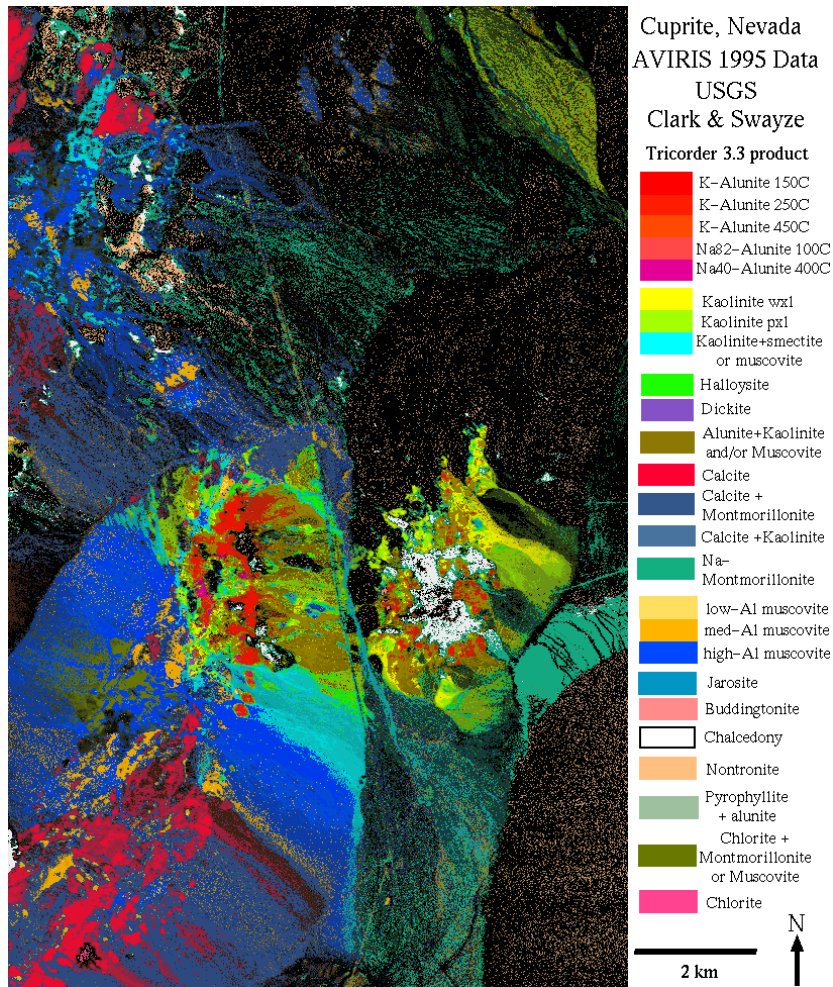 Cuprite, Nevada
AVIRIS 1995 Data
USGS
Clark & Swayze
Tricorder 3.3 product
K-Alunite 150C
K-Alunite 250C
K-Alunite 450C
Na82-Alunite 100C
Na40-Alunite 400C
Kaolinite wxl
Kaolinite pxl
Kaolinite+smectite
or muscovite
Halloysite
Dickite
Alunite+Kaolinite
and/or Muscovite
Calcite
Calcite +
Montmorillonite
Calcite +Kaolinite
Na-
Montmorillonite
low-Al muscovite
med-Al muscovite
high-Al muscovite
Jarosite
Buddingtonite
Chalcedony
Nontronite
Pyrophyllite
+ alunite
Chlorite +
Montmorillonite
or Muscovite
Chlorite
N
2 km